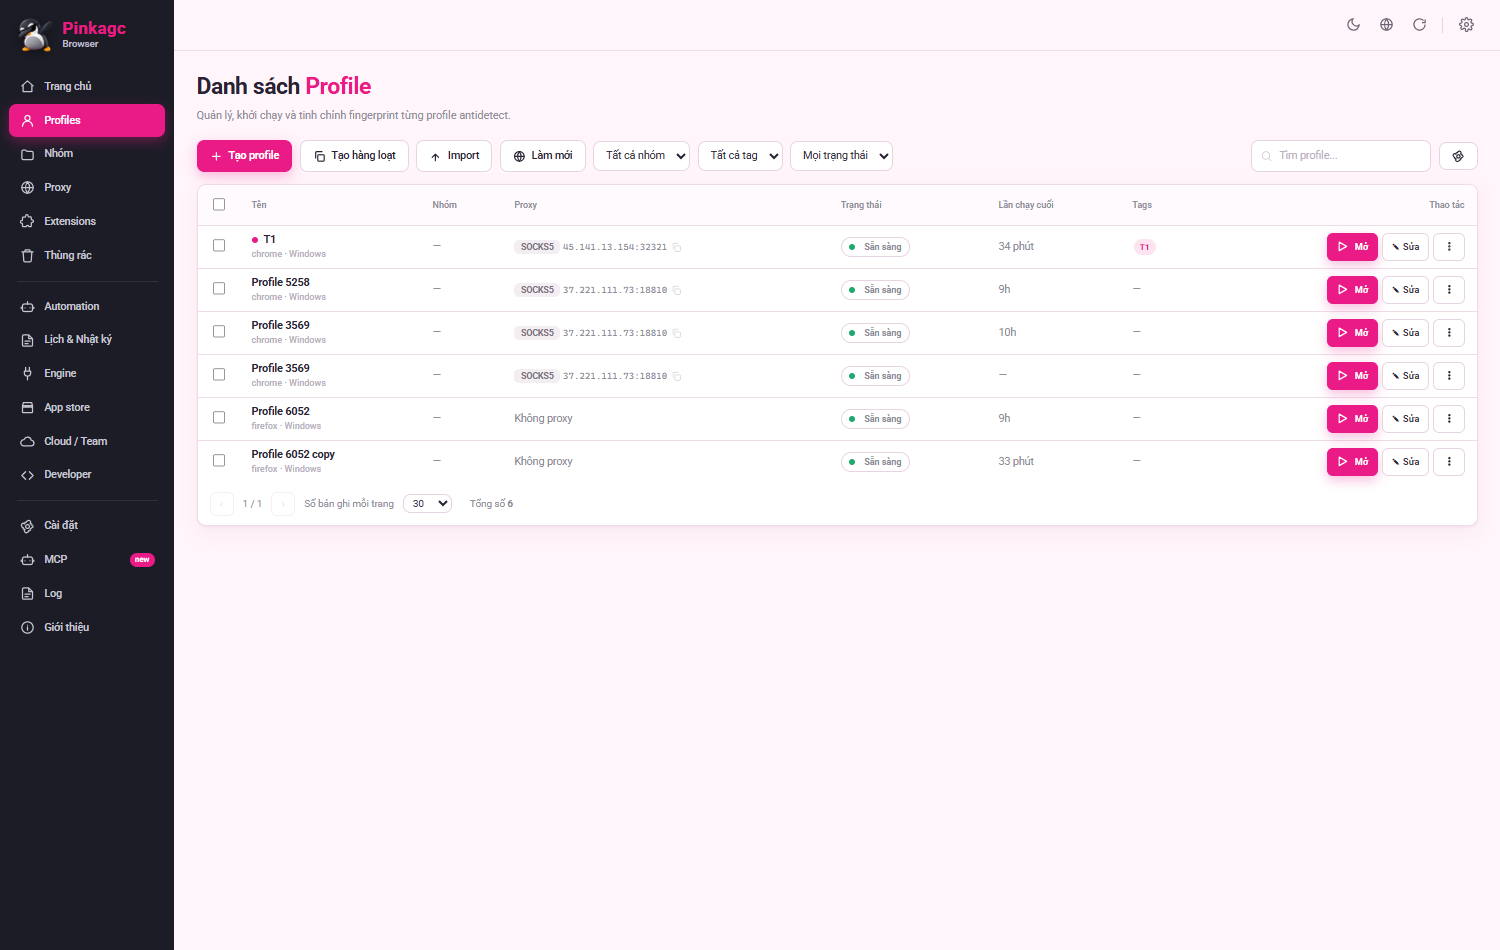 Pinkagc
Browser
Trang chủ
Profiles
Nhóm
Proxy
Extensions
Thùng rác
Automation
Lịch & Nhật ký
Engine
App store
Cloud / Team
Developer
Cài đặt
MCP new
Log
Giới thiệu
Danh sách Profile
Quản lý, khởi chạy và tinh chỉnh fingerprint từng profile antidetect.
Tạo profile Tạo hàng loạt Import Làm mới Tất cả nhóm Tất cả tag Mọi trạng thái Tìm profile...
Tên Nhóm Proxy Trạng thái Lần chạy cuối Tags Thao tác
T1 — SOCKS5 45.141.13.154:32321 Sẵn sàng 34 phút T1 Mở Sửa
chrome · Windows
Profile 5258 — SOCKS5 37.221.111.73:18810 Sẵn sàng 9h — Mở Sửa
chrome · Windows
Profile 3569 — SOCKS5 37.221.111.73:18810 Sẵn sàng 10h — Mở Sửa
chrome · Windows
Profile 3569 — SOCKS5 37.221.111.73:18810 Sẵn sàng — — Mở Sửa
chrome · Windows
Profile 6052 — Không proxy Sẵn sàng 9h — Mở Sửa
firefox · Windows
Profile 6052 copy — Không proxy Sẵn sàng 33 phút — Mở Sửa
firefox · Windows
‹ 1 / 1 › Số bản ghi mỗi trang 30 Tổng số 6